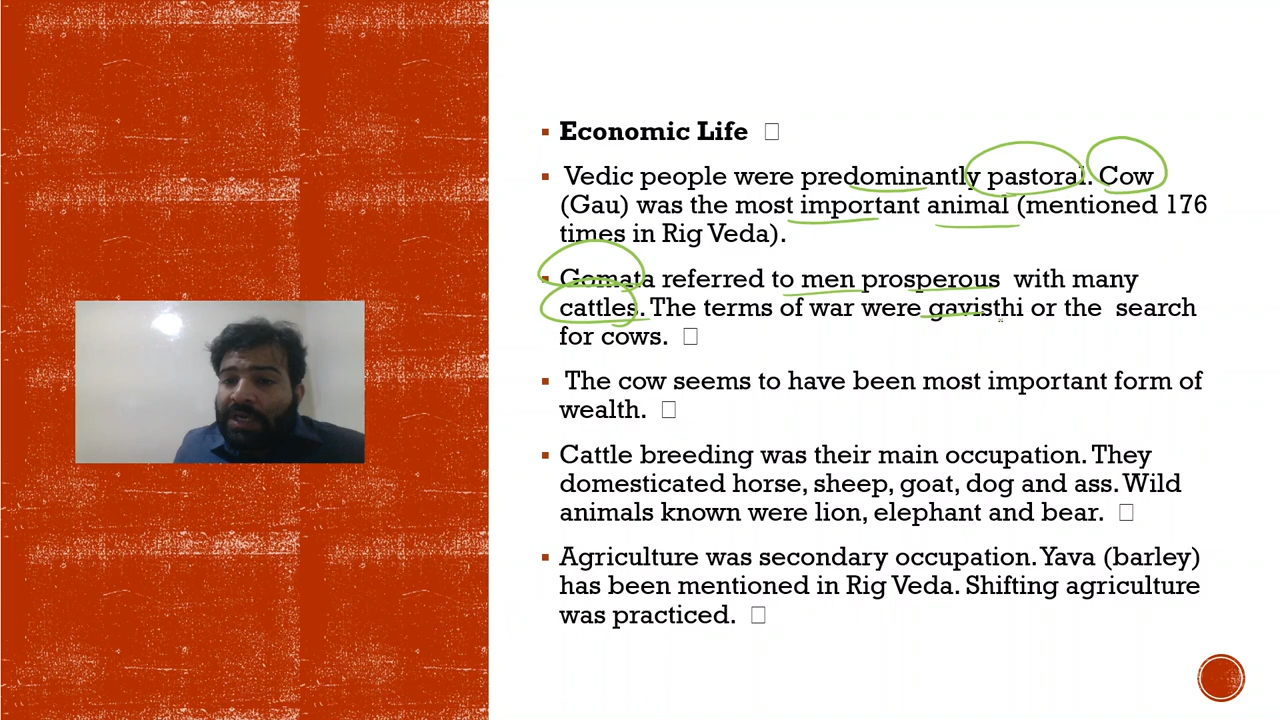 Economic Life
Vedic people were predominantly pastoral. Cow
(Gau) was the most important animal (mentioned 176
times in Rig Veda).
Gomata referred to men prosperous with many
cattles. The terms of war were gavisthi or the search
for cows.
The cow seems to have been most important form of
wealth.
Cattle breeding was their main occupation. They
domesticated horse, sheep, goat, dog and ass. Wild
animals known were lion, elephant and bear.
Agriculture was secondary occupation. Yava (barley)
has been mentioned in Rig Veda. Shifting agriculture
was practiced.